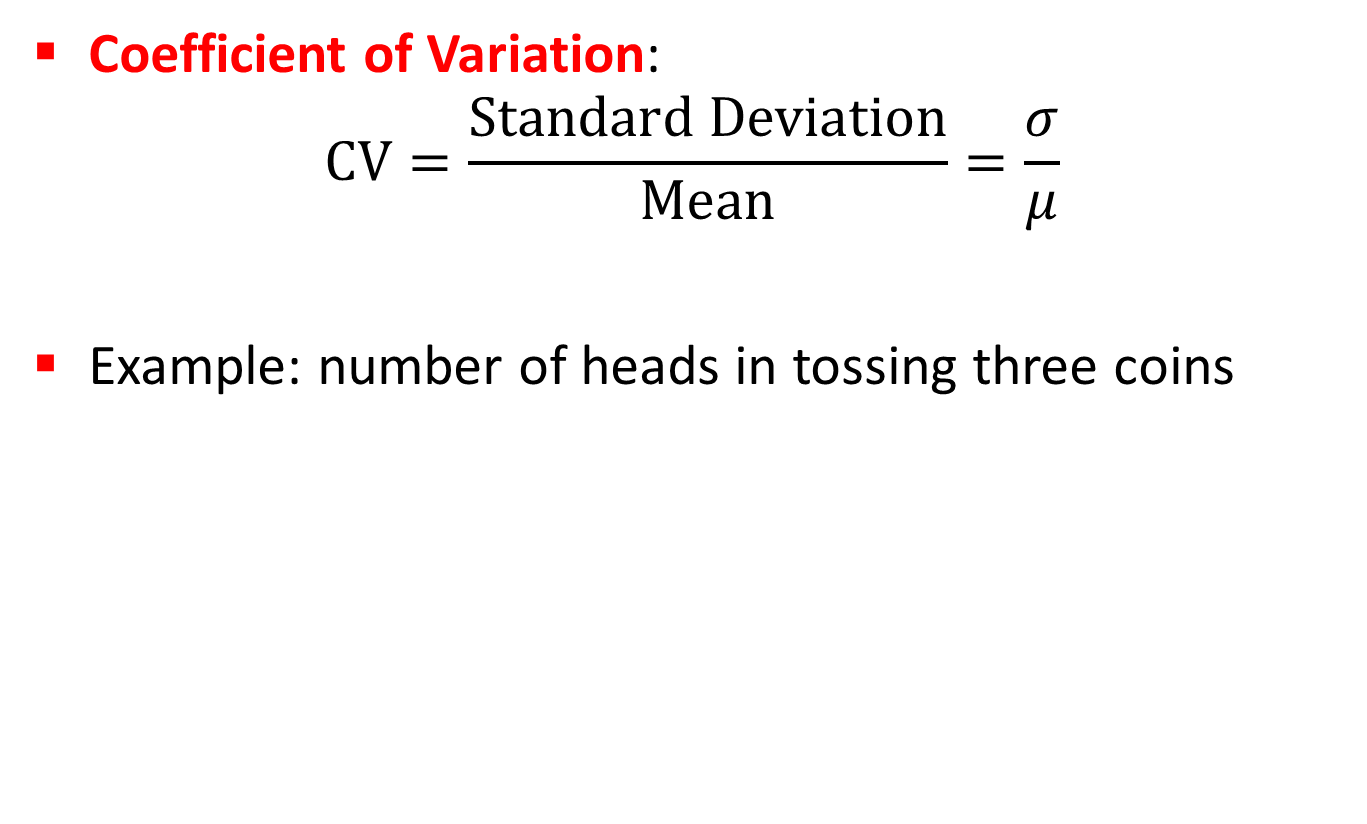 ▪ Coefficient of Variation:
CV = Standard Deviation / Mean = σ / μ
▪ Example: number of heads in tossing three coins